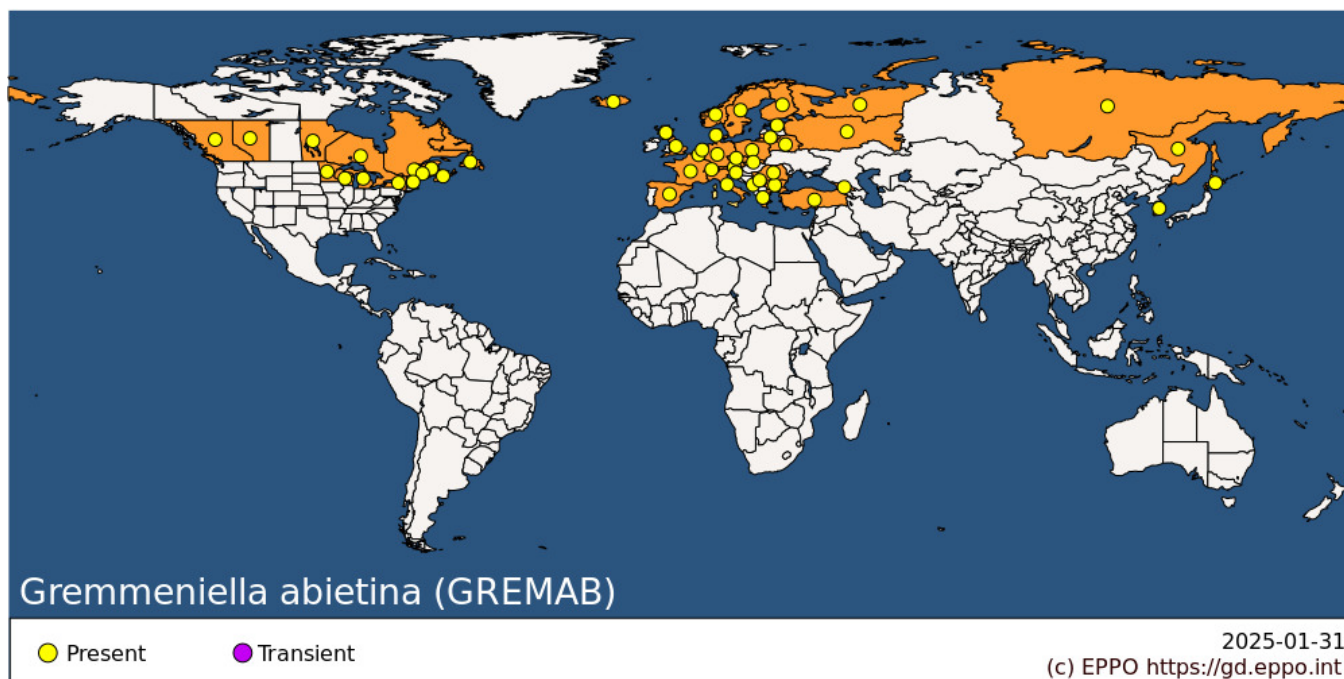 Gremmeniella abietina (GREMAB)
Present
Transient
2025-01-31
(c) EPPO https://gd.eppo.int